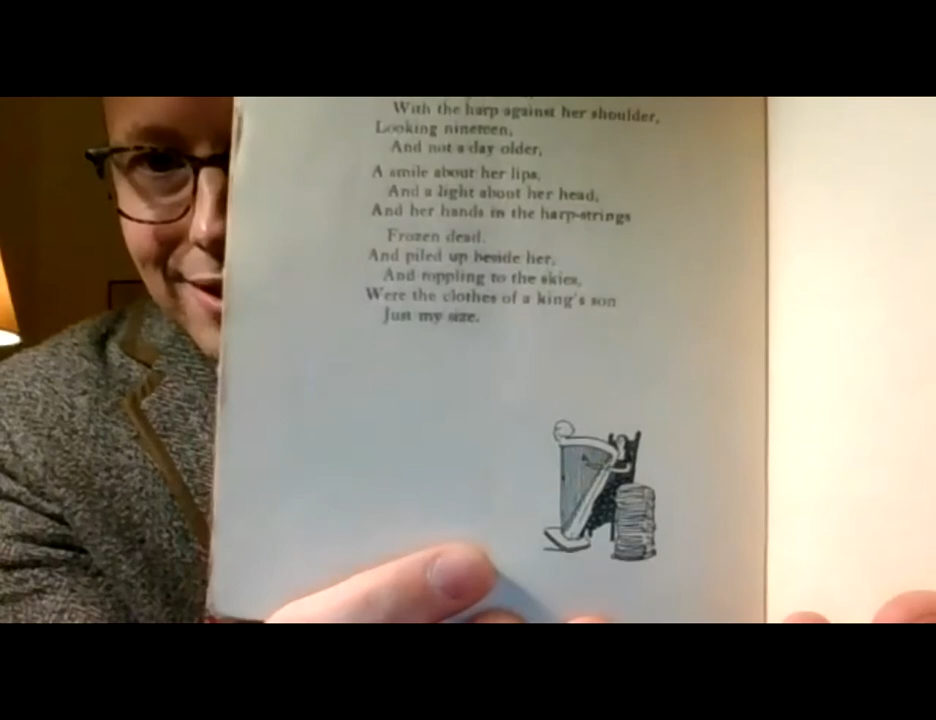 With the harp against her shoulder,
Looking nineteen,
And not a day older,
A smile about her lips,
And a light about her head,
And her hands in the harp-strings
Frozen dead.
And piled up beside her,
And toppling to the skies,
Were the clothes of a king's son
Just my size.